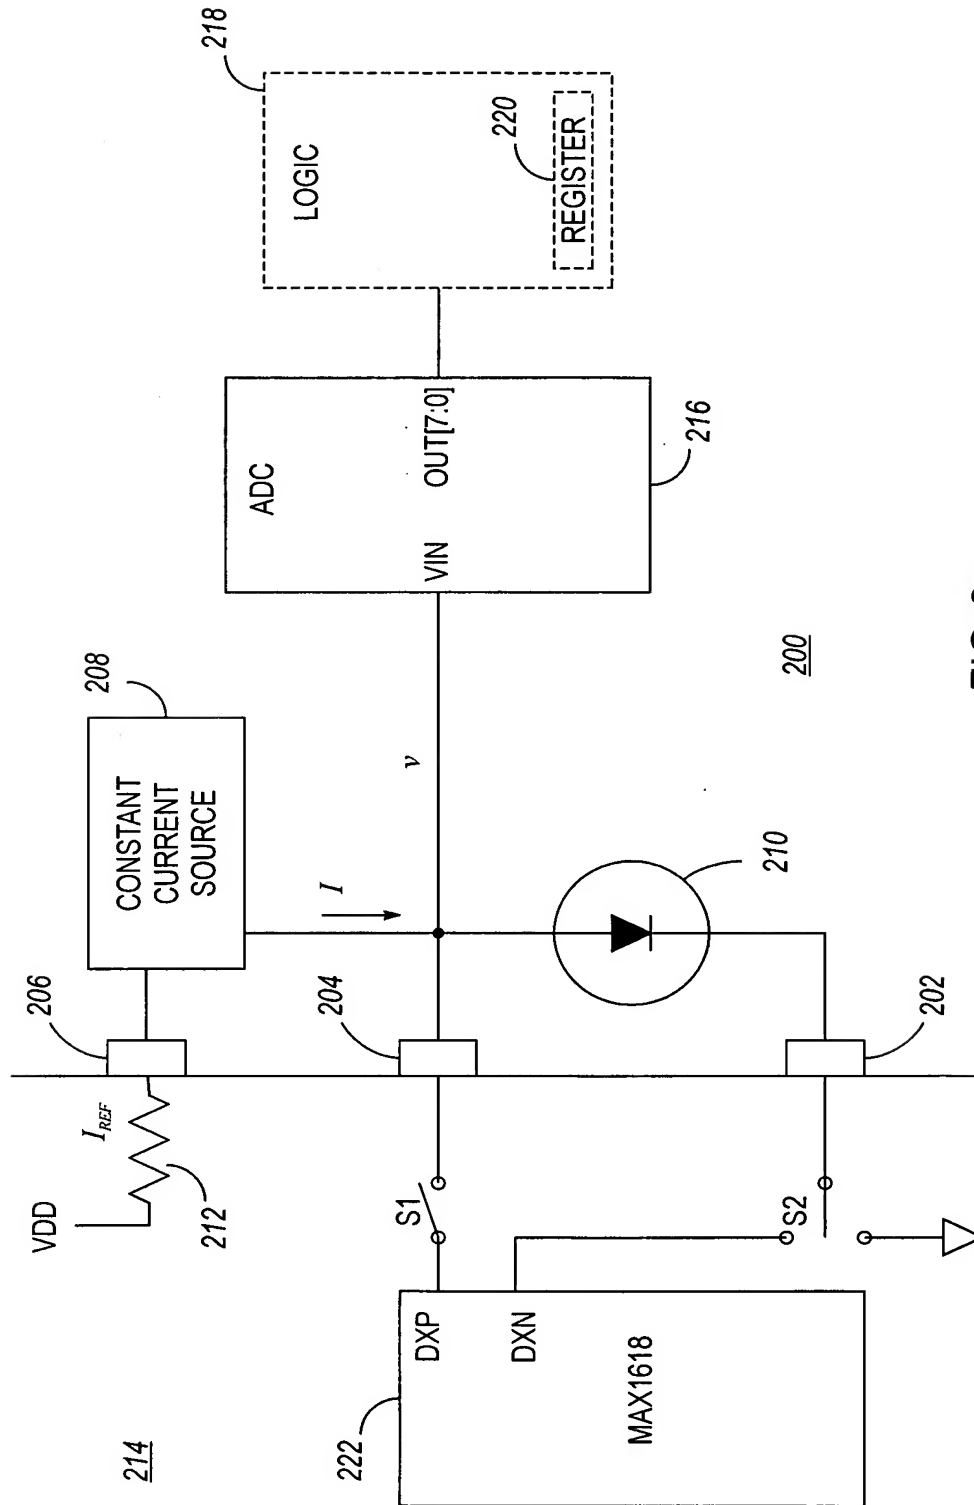 214
VDD
I_REF
212
206
CONSTANT
CURRENT
SOURCE
208
I
v
204
S1
222
DXP
DXN
MAX1618
S2
202
210
200
ADC
VIN
OUT[7:0]
216
LOGIC
218
REGISTER
220